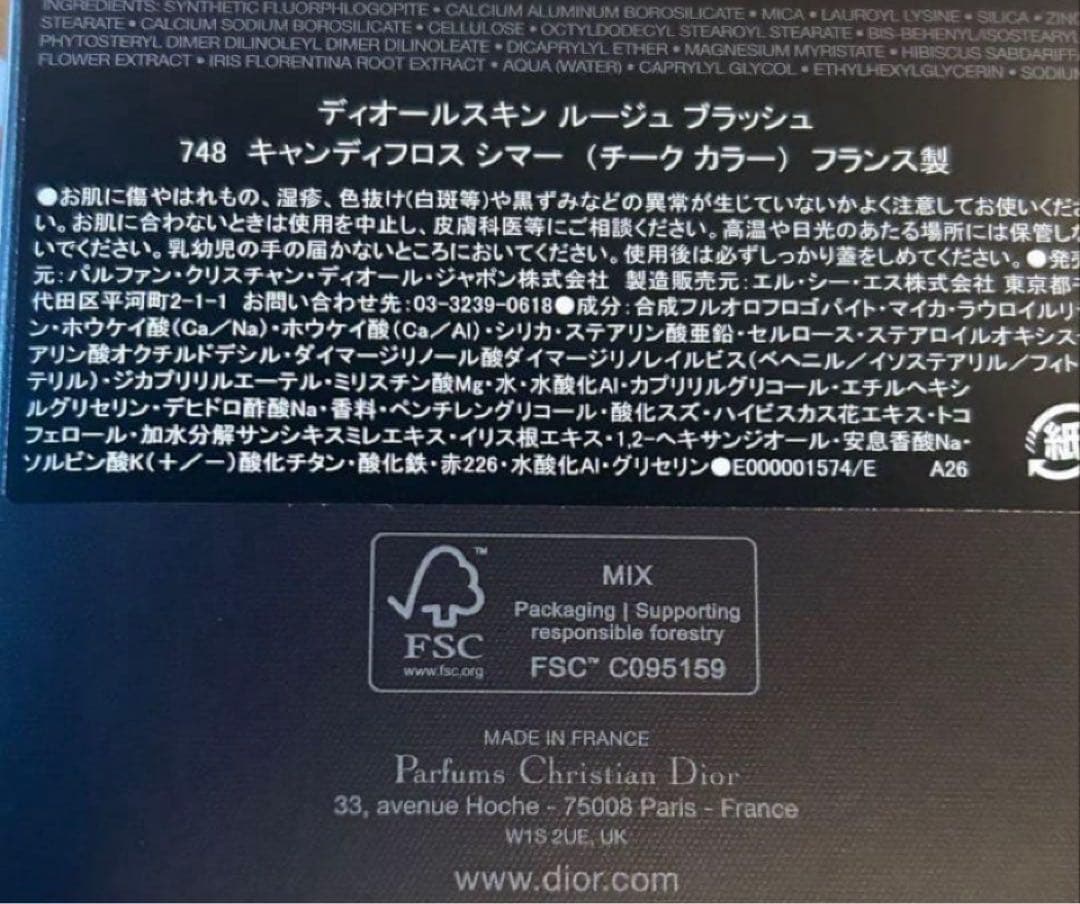 INGREDIENTS: SYNTHETIC FLUORPHLOGOPITE • CALCIUM ALUMINUM BOROSILICATE • MICA • LAUROYL LYSINE • SILICA • ZINC
STEARATE • CALCIUM SODIUM BOROSILICATE • CELLULOSE • OCTYLDODECYL STEAROYL STEARATE • BIS-BEHENYL/ISOSTEARYL
PHYTOSTERYL DIMER DILINOLEYL DIMER DILINOLEATE • DICAPRYLYL ETHER • MAGNESIUM MYRISTATE • HIBISCUS SABDARIFF
FLOWER EXTRACT • IRIS FLORENTINA ROOT EXTRACT • AQUA (WATER) • CAPRYLYL GLYCOL • ETHYLHEXYLGLYCERIN • SODIUM
ディオールスキン ルージュ ブラッシュ
748 キャンディフロス シマー (チーク カラー) フランス製
●お肌に傷やはれもの、湿疹、色抜け(白斑等)や黒ずみなどの異常が生じていないかよく注意してお使いくださ
い。お肌に合わないときは使用を中止し、皮膚科医等にご相談ください。高温や日光のあたる場所には保管しな
いでください。乳幼児の手の届かないところにおいてください。使用後は必ずしっかり蓋をしめてください。●発売
元:パルファン・クリスチャン・ディオール・ジャポン株式会社 製造販売元:エル・シー・エス株式会社 東京都千
代田区平河町2-1-1 お問い合わせ先:03-3239-0618●成分:合成フルオロフロゴパイト・マイカ・ラウロイルリ
ン・ホウケイ酸(Ca/Na)・ホウケイ酸(Ca/Al)・シリカ・ステアリン酸亜鉛・セルロース・ステアロイルオキシステ
アリン酸オクチルドデシル・ダイマージリノール酸ダイマージリノレイルビス(ベヘニル/イソステアリル/フィト
テリル)・ジカプリリルエーテル・ミリスチン酸Mg・水・水酸化Al・カプリリルグリコール・エチルヘキシ
ルグリセリン・デヒドロ酢酸Na・香料・ペンチレングリコール・酸化スズ・ハイビスカス花エキス・トコ
フェロール・加水分解サンシキスミレエキス・イリス根エキス・1,2-ヘキサンジオール・安息香酸Na・
ソルビン酸K(+/-)酸化チタン・酸化鉄・赤226・水酸化Al・グリセリン●E000001574/E A26
紙
FSC™
www.fsc.org
MIX
Packaging | Supporting
responsible forestry
FSC™ C095159
MADE IN FRANCE
Parfums Christian Dior
33, avenue Hoche - 75008 Paris - France
W1S 2UE, UK
www.dior.com